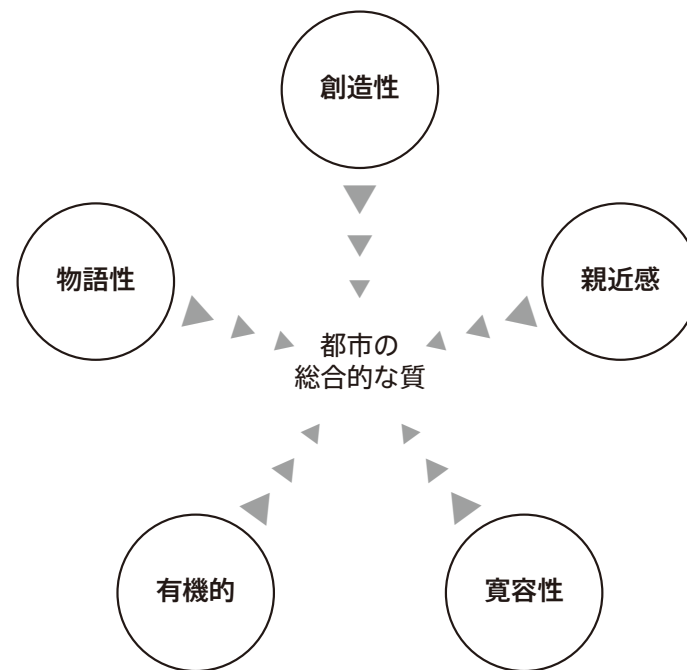 創造性
物語性
親近感
都市の
総合的な質
有機的
寛容性